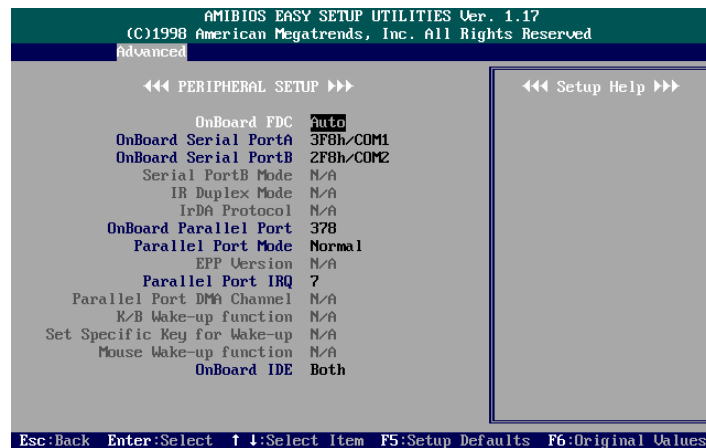 AMIBIOS EASY SETUP UTILITIES Ver. 1.17
(C)1998 American Megatrends, Inc. All Rights Reserved
Advanced
◄◄◄ PERIPHERAL SETUP ►►►
◄◄◄ Setup Help ►►►
OnBoard FDC Auto
OnBoard Serial PortA 3F8h/COM1
OnBoard Serial PortB 2F8h/COM2
Serial PortB Mode N/A
IR Duplex Mode N/A
IrDA Protocol N/A
OnBoard Parallel Port 378
Parallel Port Mode Normal
EPP Version N/A
Parallel Port IRQ 7
Parallel Port DMA Channel N/A
K/B Wake-up function N/A
Set Specific Key for Wake-up N/A
Mouse Wake-up function N/A
OnBoard IDE Both
Esc:Back Enter:Select ↑ ↓:Select Item F5:Setup Defaults F6:Original Values